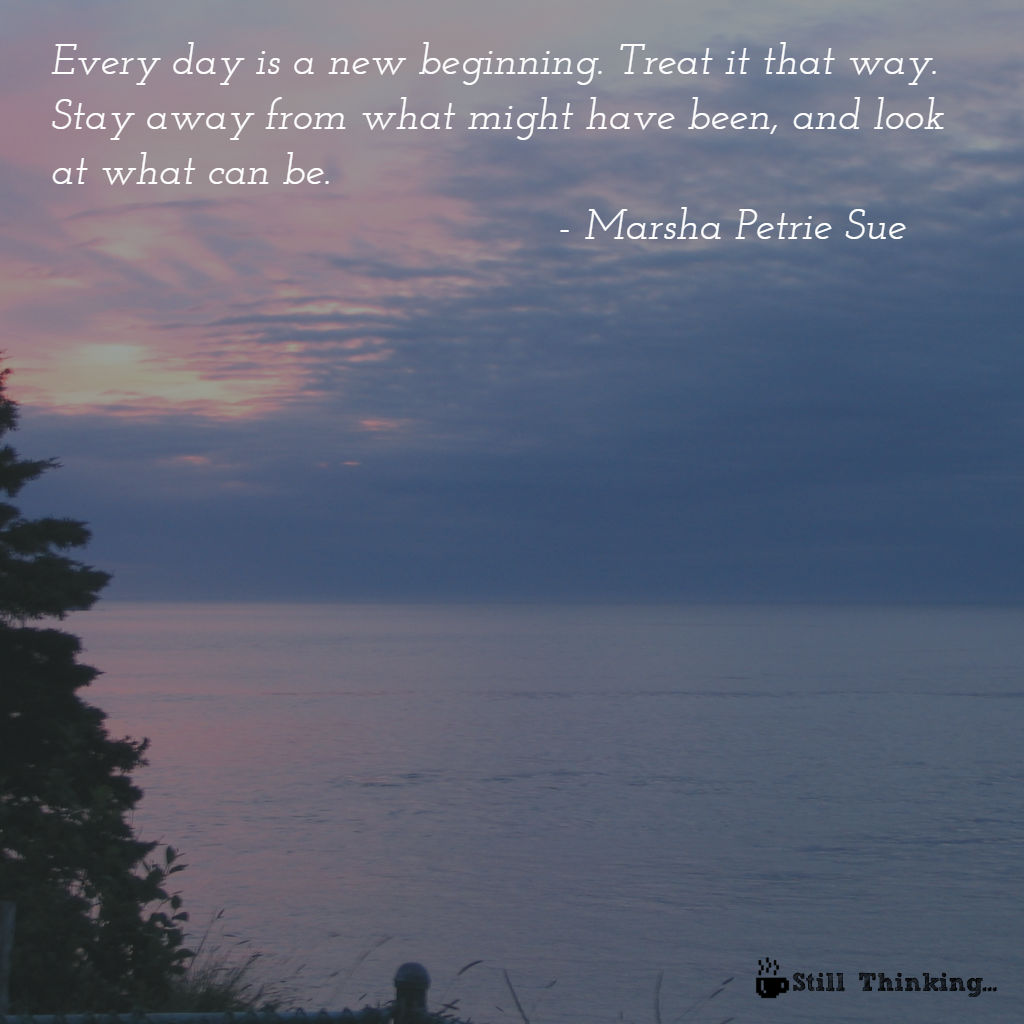 Every day is a new beginning. Treat it that way.
Stay away from what might have been, and look
at what can be.
- Marsha Petrie Sue
Still Thinking...